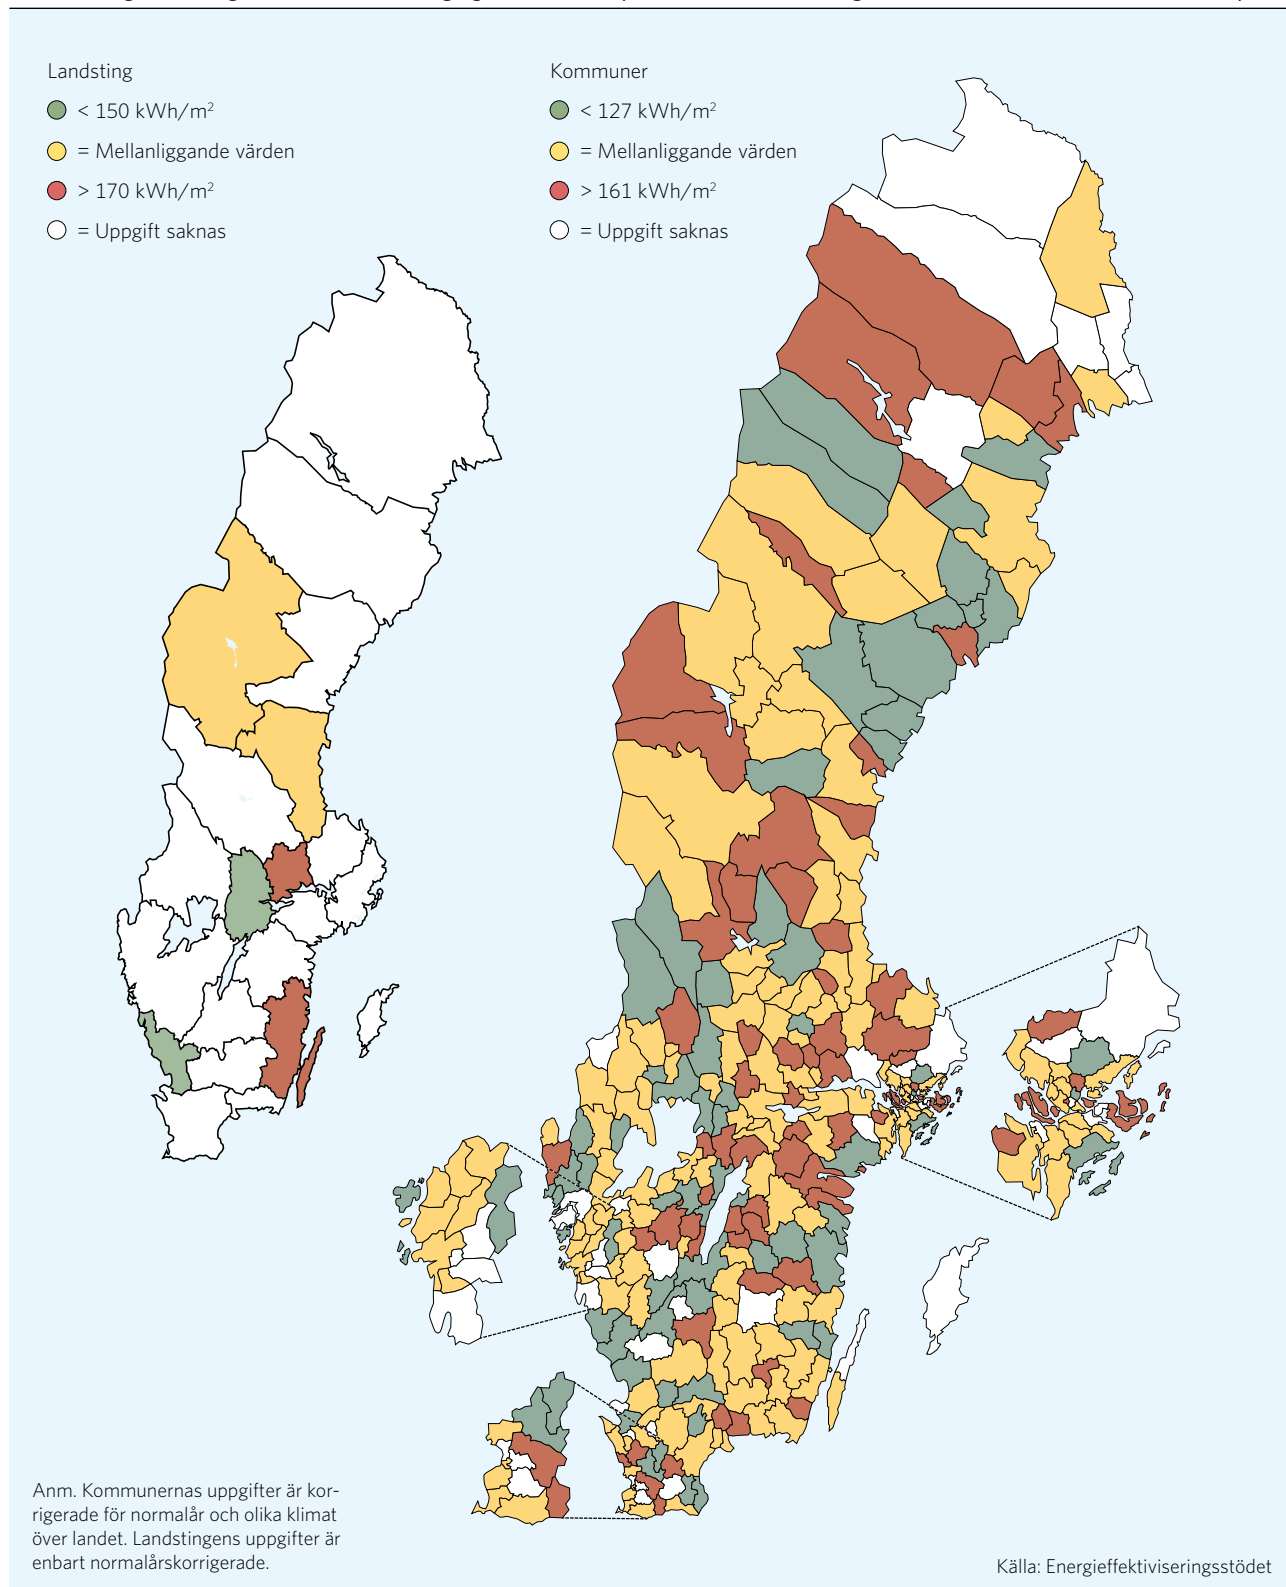 Landsting
< 150 kWh/m²
= Mellanliggande värden
> 170 kWh/m²
= Uppgift saknas
Kommuner
< 127 kWh/m²
= Mellanliggande värden
> 161 kWh/m²
= Uppgift saknas
Anm. Kommunernas uppgifter är kor-
rigerade för normalår och olika klimat
över landet. Landstingens uppgifter är
enbart normalårskorrigerade.
Källa: Energieffektiviseringsstödet